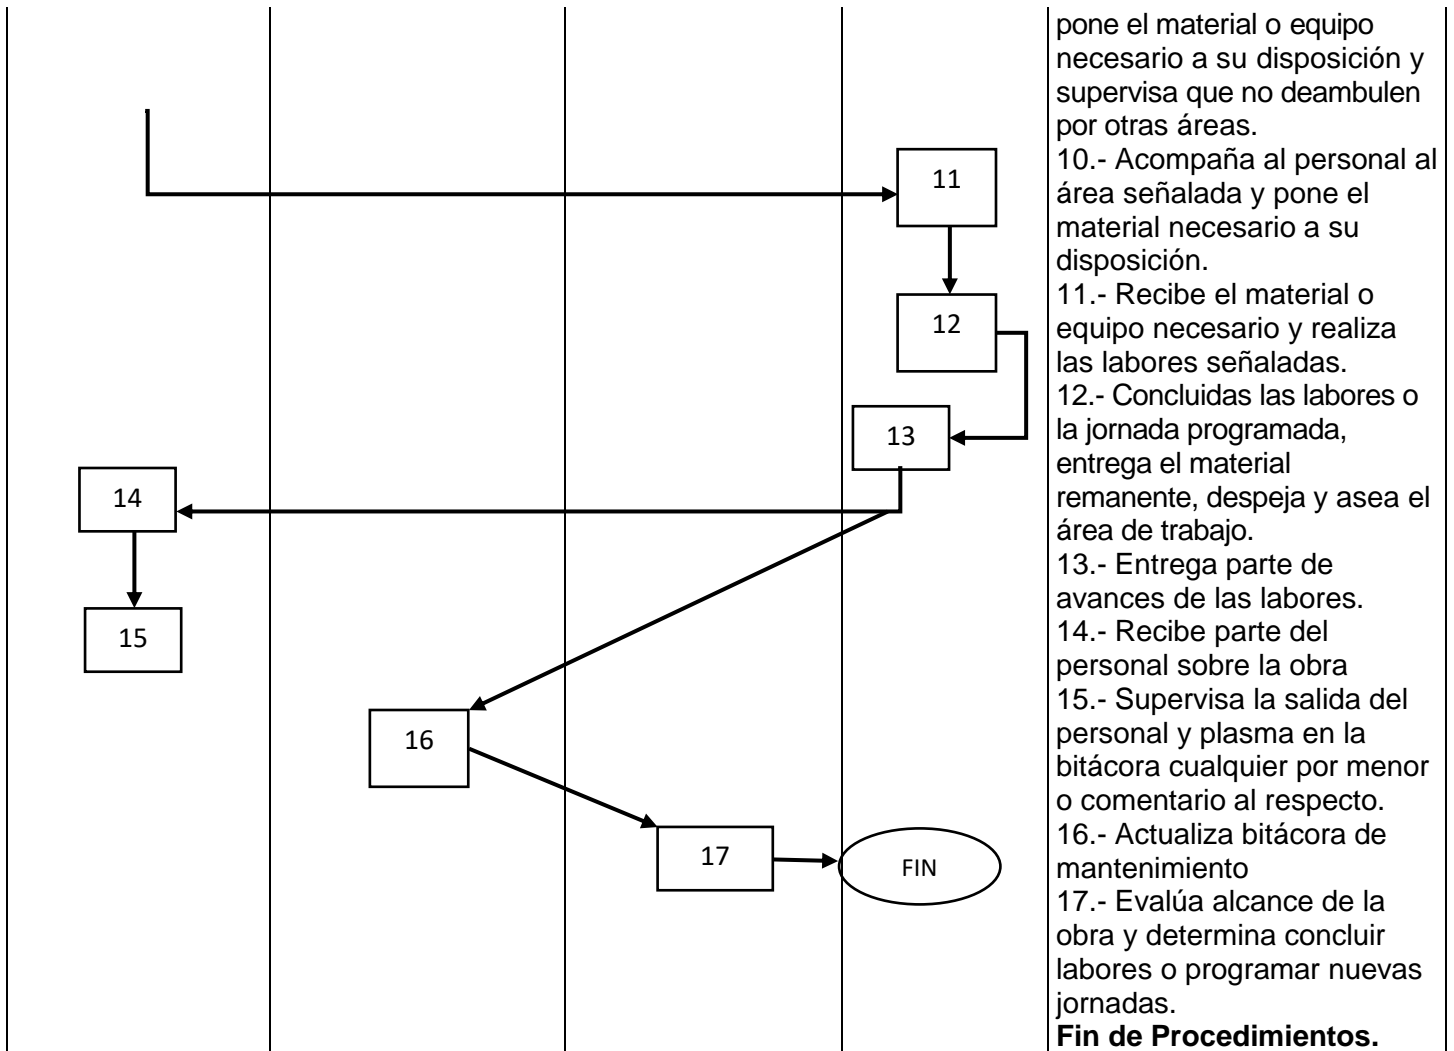 11
12
13
14
15
16
17
FIN
pone el material o equipo
necesario a su disposición y
supervisa que no deambulen
por otras áreas.
10.- Acompaña al personal al
área señalada y pone el
material necesario a su
disposición.
11.- Recibe el material o
equipo necesario y realiza
las labores señaladas.
12.- Concluidas las labores o
la jornada programada,
entrega el material
remanente, despeja y asea el
área de trabajo.
13.- Entrega parte de
avances de las labores.
14.- Recibe parte del
personal sobre la obra
15.- Supervisa la salida del
personal y plasma en la
bitácora cualquier por menor
o comentario al respecto.
16.- Actualiza bitácora de
mantenimiento
17.- Evalúa alcance de la
obra y determina concluir
labores o programar nuevas
jornadas.
Fin de Procedimientos.